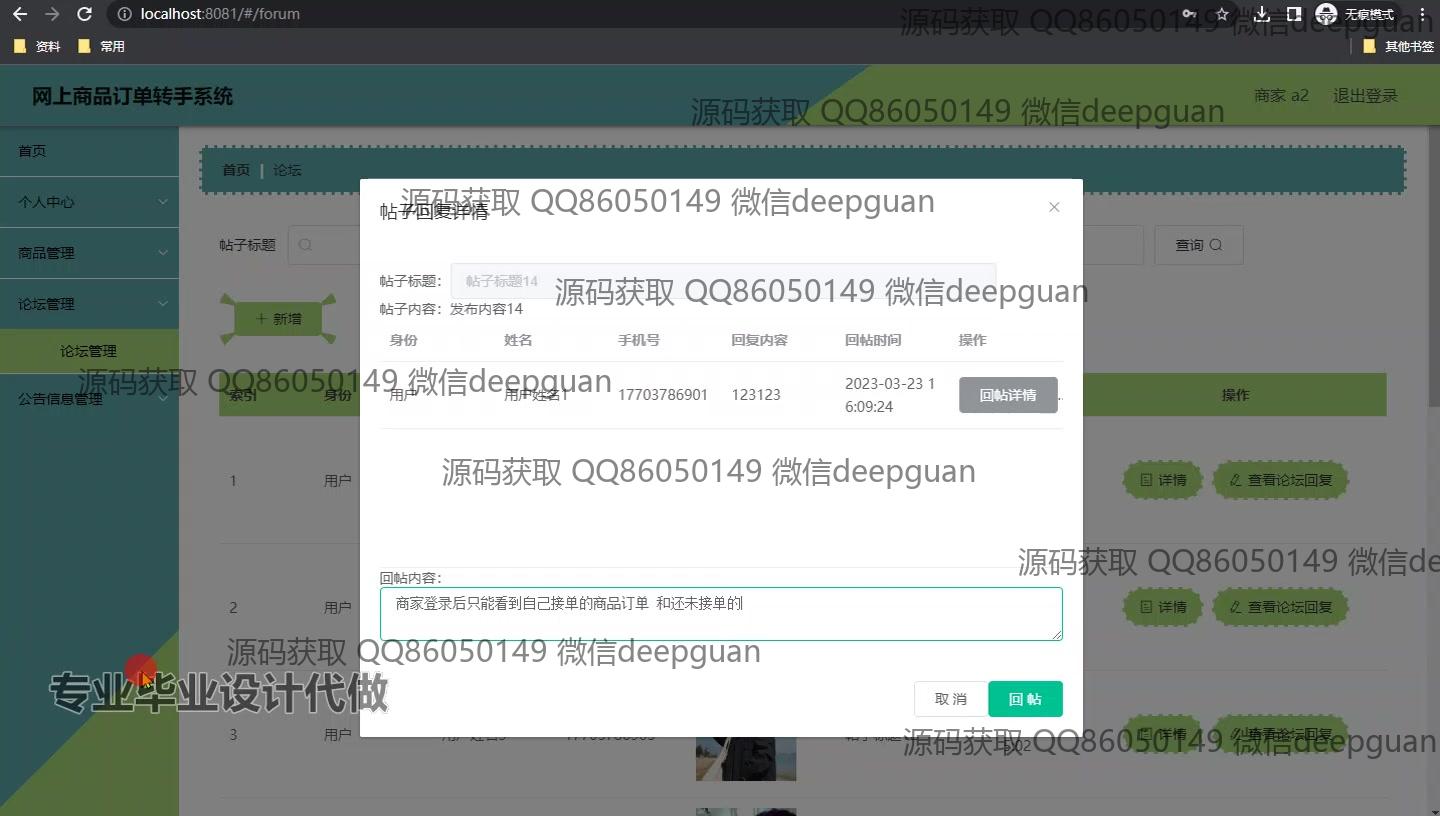 localhost:8081/#/forum
无痕模式
资料 常用 其他书签
网上商品订单转手系统
商家 a2 退出登录
源码获取 QQ86050149 微信deepguan
源码获取 QQ86050149 微信deepguan
首页
首页 | 论坛
个人中心
商品管理
论坛管理
论坛管理
公告信息管理
帖子标题
查询
新增
源码获取 QQ86050149 微信deepguan
帖子回复详情
帖子标题： 帖子标题14
源码获取 QQ86050149 微信deepguan
帖子内容：发布内容14
身份 姓名 手机号 回复内容 回帖时间 操作
用户 用户姓名1 17703786901 123123 2023-03-23 1
6:09:24
回帖详情
源码获取 QQ86050149 微信deepguan
索引 身份 操作
源码获取 QQ86050149 微信deepguan
1 用户 详情 查看论坛回复
源码获取 QQ86050149 微信de
回帖内容：
商家登录后只能看到自己接单的商品订单 和还未接单的
2 用户 详情 查看论坛回复
源码获取 QQ86050149 微信deepguan
专业毕业设计代做
取 消 回 帖
3 用户 详情 查看论坛回复
源码获取 QQ86050149 微信deepguan